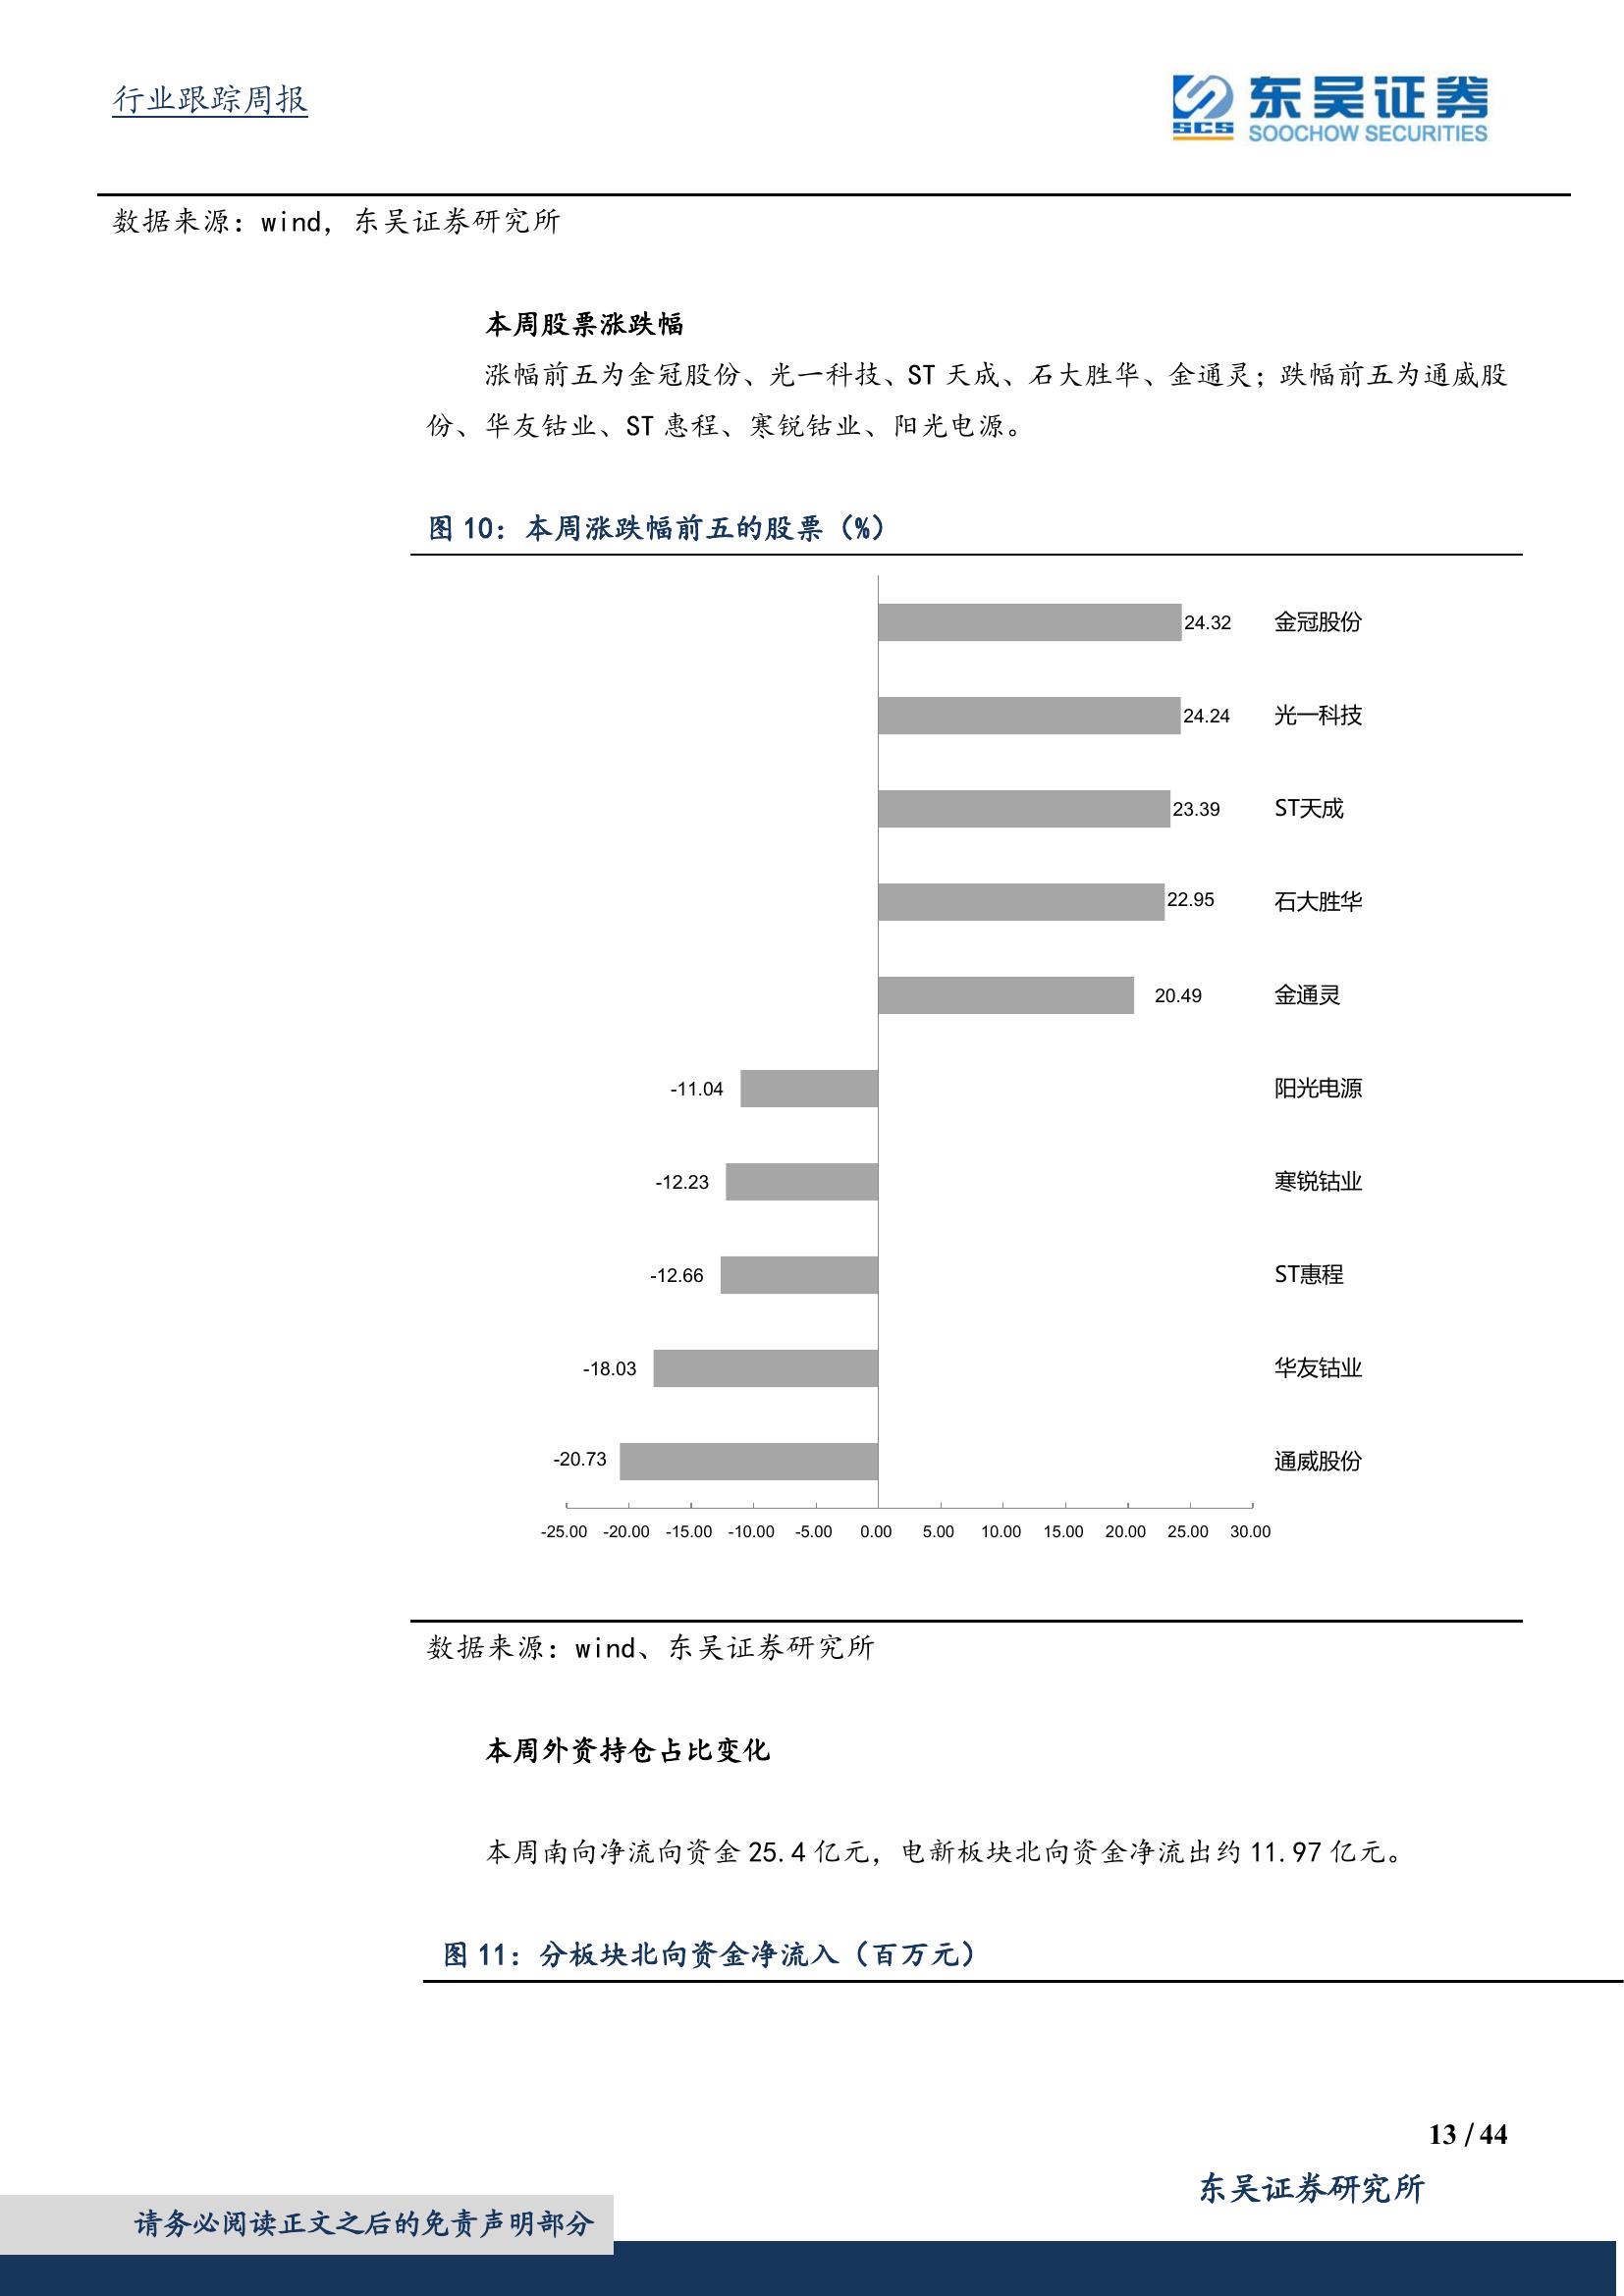 行业跟踪周报
SCS
东吴证券
SOOCHOW SECURITIES
数据来源：wind，东吴证券研究所
本周股票涨跌幅
涨幅前五为金冠股份、光一科技、ST 天成、石大胜华、金通灵；跌幅前五为通威股
份、华友钴业、ST 惠程、寒锐钴业、阳光电源。
图 10：本周涨跌幅前五的股票（%）
24.32 金冠股份
24.24 光一科技
23.39 ST天成
22.95 石大胜华
20.49 金通灵
-11.04 阳光电源
-12.23 寒锐钴业
-12.66 ST惠程
-18.03 华友钴业
-20.73 通威股份
-25.00 -20.00 -15.00 -10.00 -5.00 0.00 5.00 10.00 15.00 20.00 25.00 30.00
数据来源：wind、东吴证券研究所
本周外资持仓占比变化
本周南向净流向资金 25.4 亿元，电新板块北向资金净流出约 11.97 亿元。
图 11：分板块北向资金净流入（百万元）
13 / 44
东吴证券研究所
请务必阅读正文之后的免责声明部分